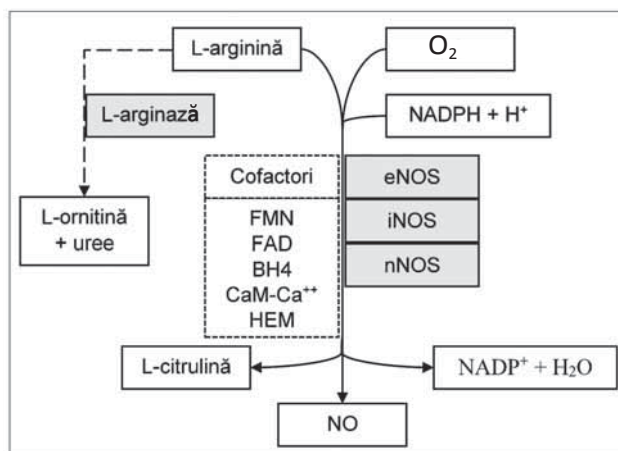 L-arginină
O₂
L-arginază
NADPH + H⁺
Cofactori
eNOS
L-ornitină
+ uree
FMN
FAD
BH4
CaM-Ca⁺⁺
HEM
iNOS
nNOS
L-citrulină
NADP⁺ + H₂O
NO